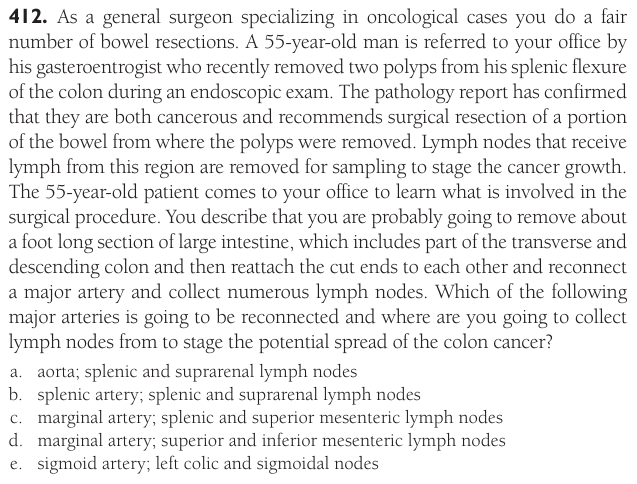 412. As a general surgeon specializing in oncological cases you do a fair
number of bowel resections. A 55-year-old man is referred to your office by
his gasteroentrogist who recently removed two polyps from his splenic flexure
of the colon during an endoscopic exam. The pathology report has confirmed
that they are both cancerous and recommends surgical resection of a portion
of the bowel from where the polyps were removed. Lymph nodes that receive
lymph from this region are removed for sampling to stage the cancer growth.
The 55-year-old patient comes to your office to learn what is involved in the
surgical procedure. You describe that you are probably going to remove about
a foot long section of large intestine, which includes part of the transverse and
descending colon and then reattach the cut ends to each other and reconnect
a major artery and collect numerous lymph nodes. Which of the following
major arteries is going to be reconnected and where are you going to collect
lymph nodes from to stage the potential spread of the colon cancer?
a. aorta; splenic and suprarenal lymph nodes
b. splenic artery; splenic and suprarenal lymph nodes
c. marginal artery; splenic and superior mesenteric lymph nodes
d. marginal artery; superior and inferior mesenteric lymph nodes
e. sigmoid artery; left colic and sigmoidal nodes